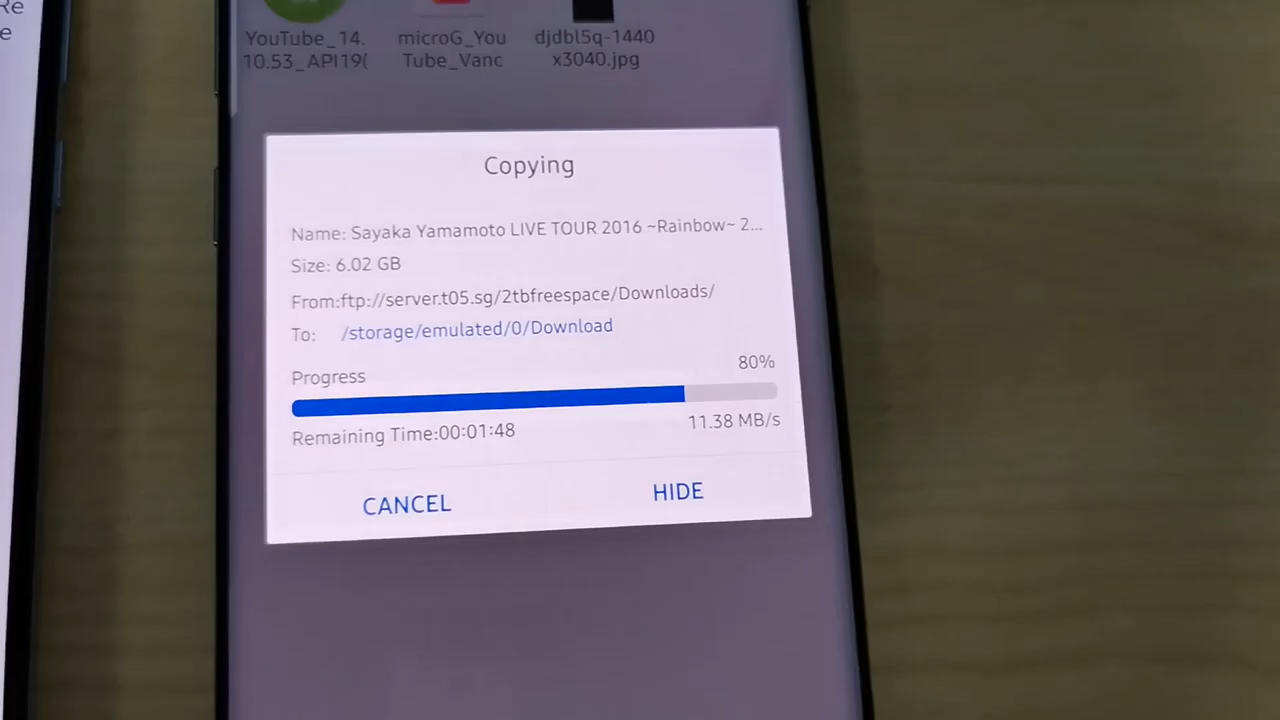 Re
e
YouTube_14.
10.53_API19(
microG_You
Tube_Vanc
djdbl5q-1440
x3040.jpg
Copying
Name: Sayaka Yamamoto LIVE TOUR 2016 ~Rainbow~ 2...
Size: 6.02 GB
From:ftp://server.t05.sg/2tbfreespace/Downloads/
To: /storage/emulated/0/Download
Progress
80%
Remaining Time:00:01:48
11.38 MB/s
CANCEL
HIDE